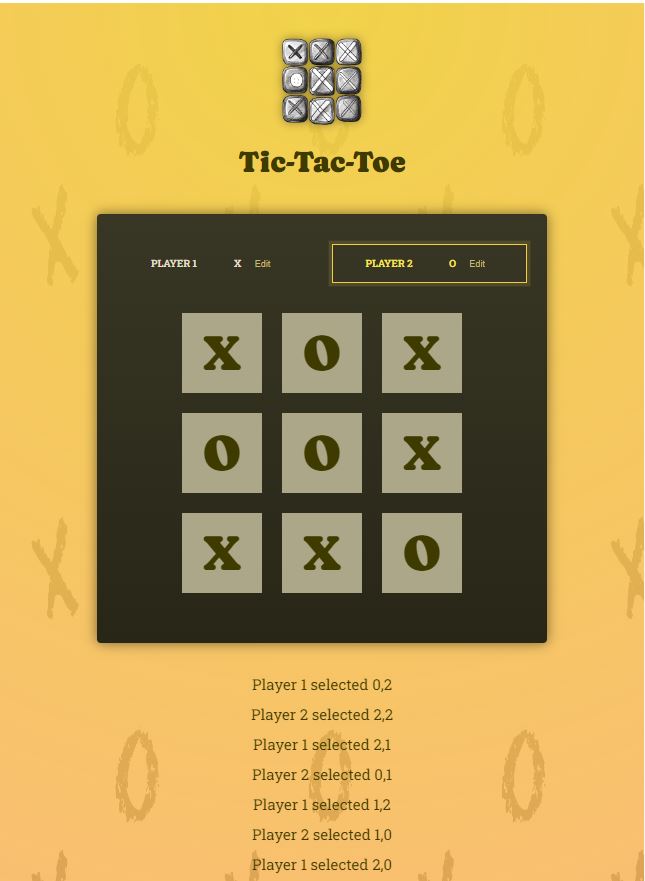 Tic-Tac-Toe
PLAYER 1 X Edit PLAYER 2 O Edit
X O X
O O X
X X O
Player 1 selected 0,2
Player 2 selected 2,2
Player 1 selected 2,1
Player 2 selected 0,1
Player 1 selected 1,2
Player 2 selected 1,0
Player 1 selected 2,0